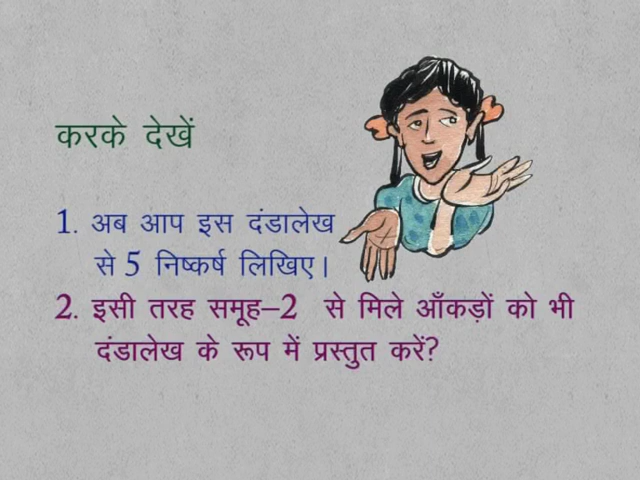 करके देखें
1. अब आप इस दंडालेख
से 5 निष्कर्ष लिखिए।
2. इसी तरह समूह–2 से मिले आँकड़ों को भी
दंडालेख के रूप में प्रस्तुत करें?